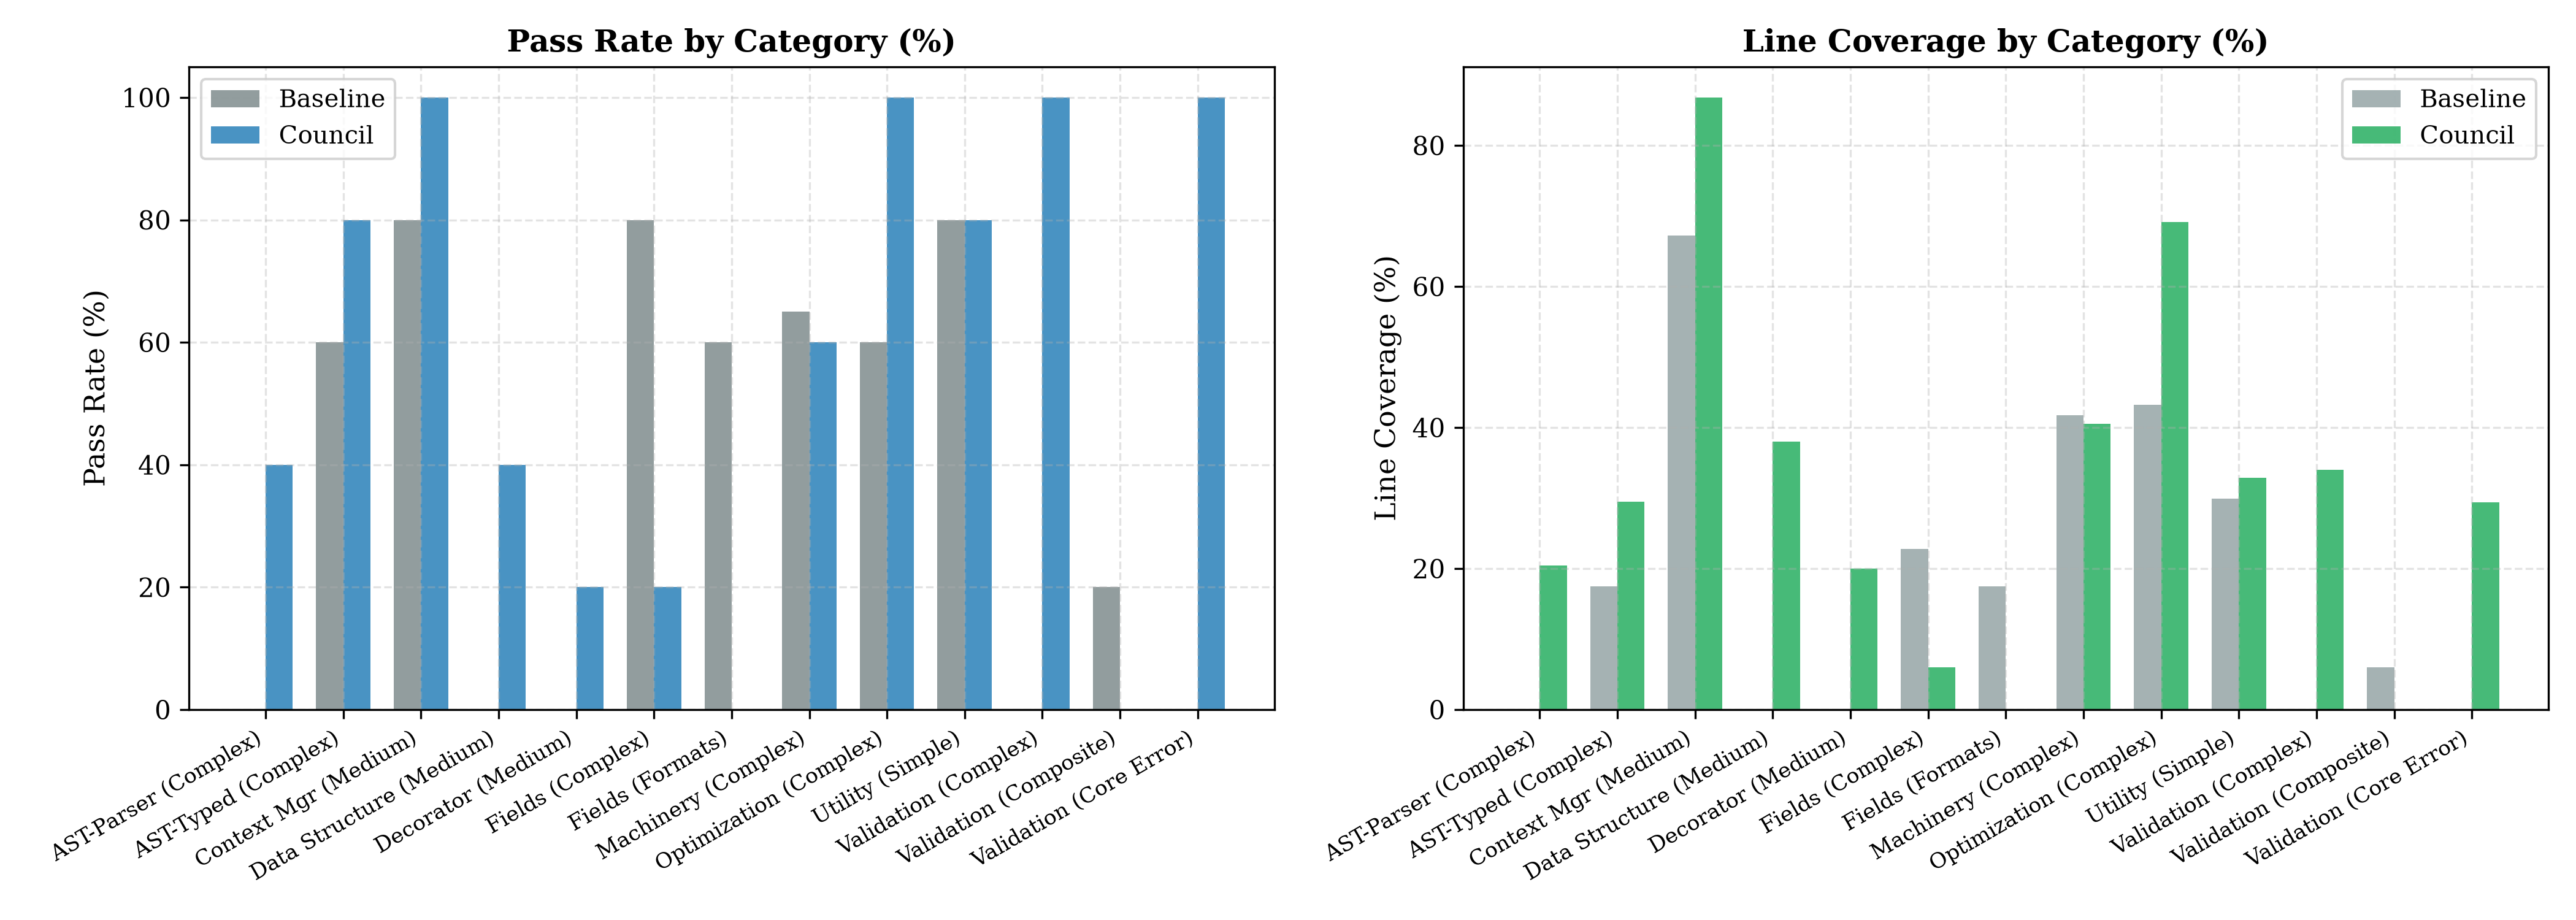 Pass Rate by Category (%)
Baseline
Council
Pass Rate (%)
100
80
60
40
20
0
AST-Parser (Complex)
AST-Typed (Complex)
Context Mgr (Medium)
Data Structure (Medium)
Decorator (Medium)
Fields (Complex)
Fields (Formats)
Machinery (Complex)
Optimization (Complex)
Utility (Simple)
Validation (Complex)
Validation (Composite)
Validation (Core Error)
Line Coverage by Category (%)
Baseline
Council
Line Coverage (%)
80
60
40
20
0
AST-Parser (Complex)
AST-Typed (Complex)
Context Mgr (Medium)
Data Structure (Medium)
Decorator (Medium)
Fields (Complex)
Fields (Formats)
Machinery (Complex)
Optimization (Complex)
Utility (Simple)
Validation (Complex)
Validation (Composite)
Validation (Core Error)